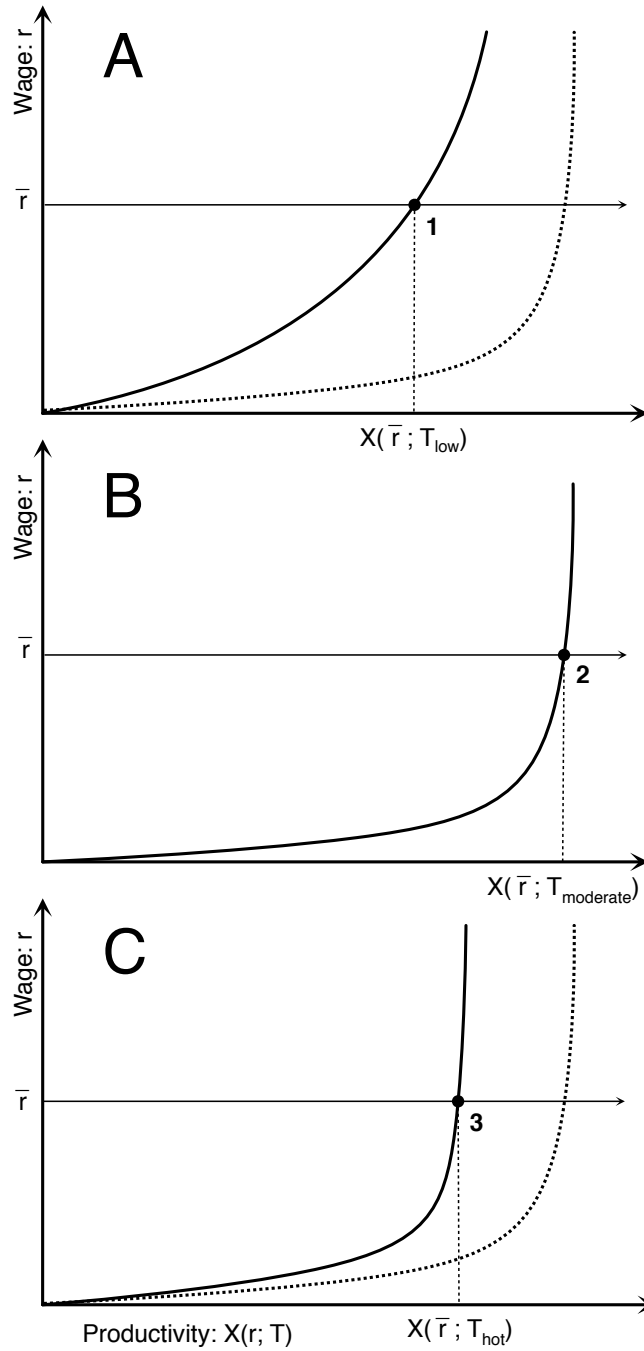 A
Wage: r
r̄
1
X( r̄ ; T_low)
B
Wage: r
r̄
2
X( r̄ ; T_moderate)
C
Wage: r
r̄
3
Productivity: X(r; T)
X( r̄ ; T_hot)